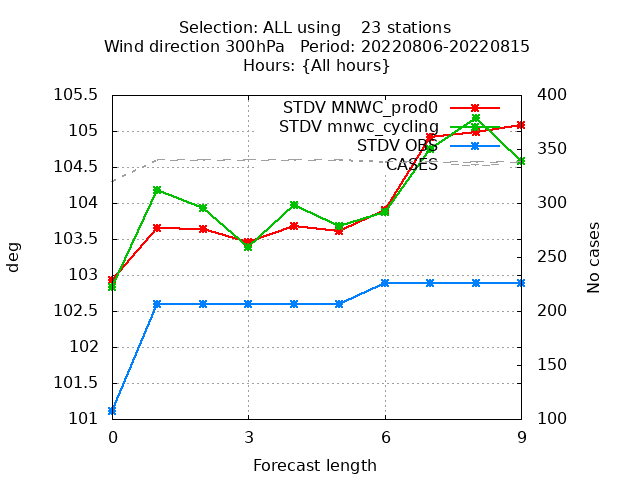 Selection: ALL using    23 stations
Wind direction 300hPa   Period: 20220806-20220815
Hours: {All hours}
105.5
105
104.5
104
103.5
103
102.5
102
101.5
101
deg
STDV MNWC_prod0
STDV mnwc_cycling
STDV OBS
CASES
400
350
300
250
200
150
100
No cases
0
3
6
9
Forecast length